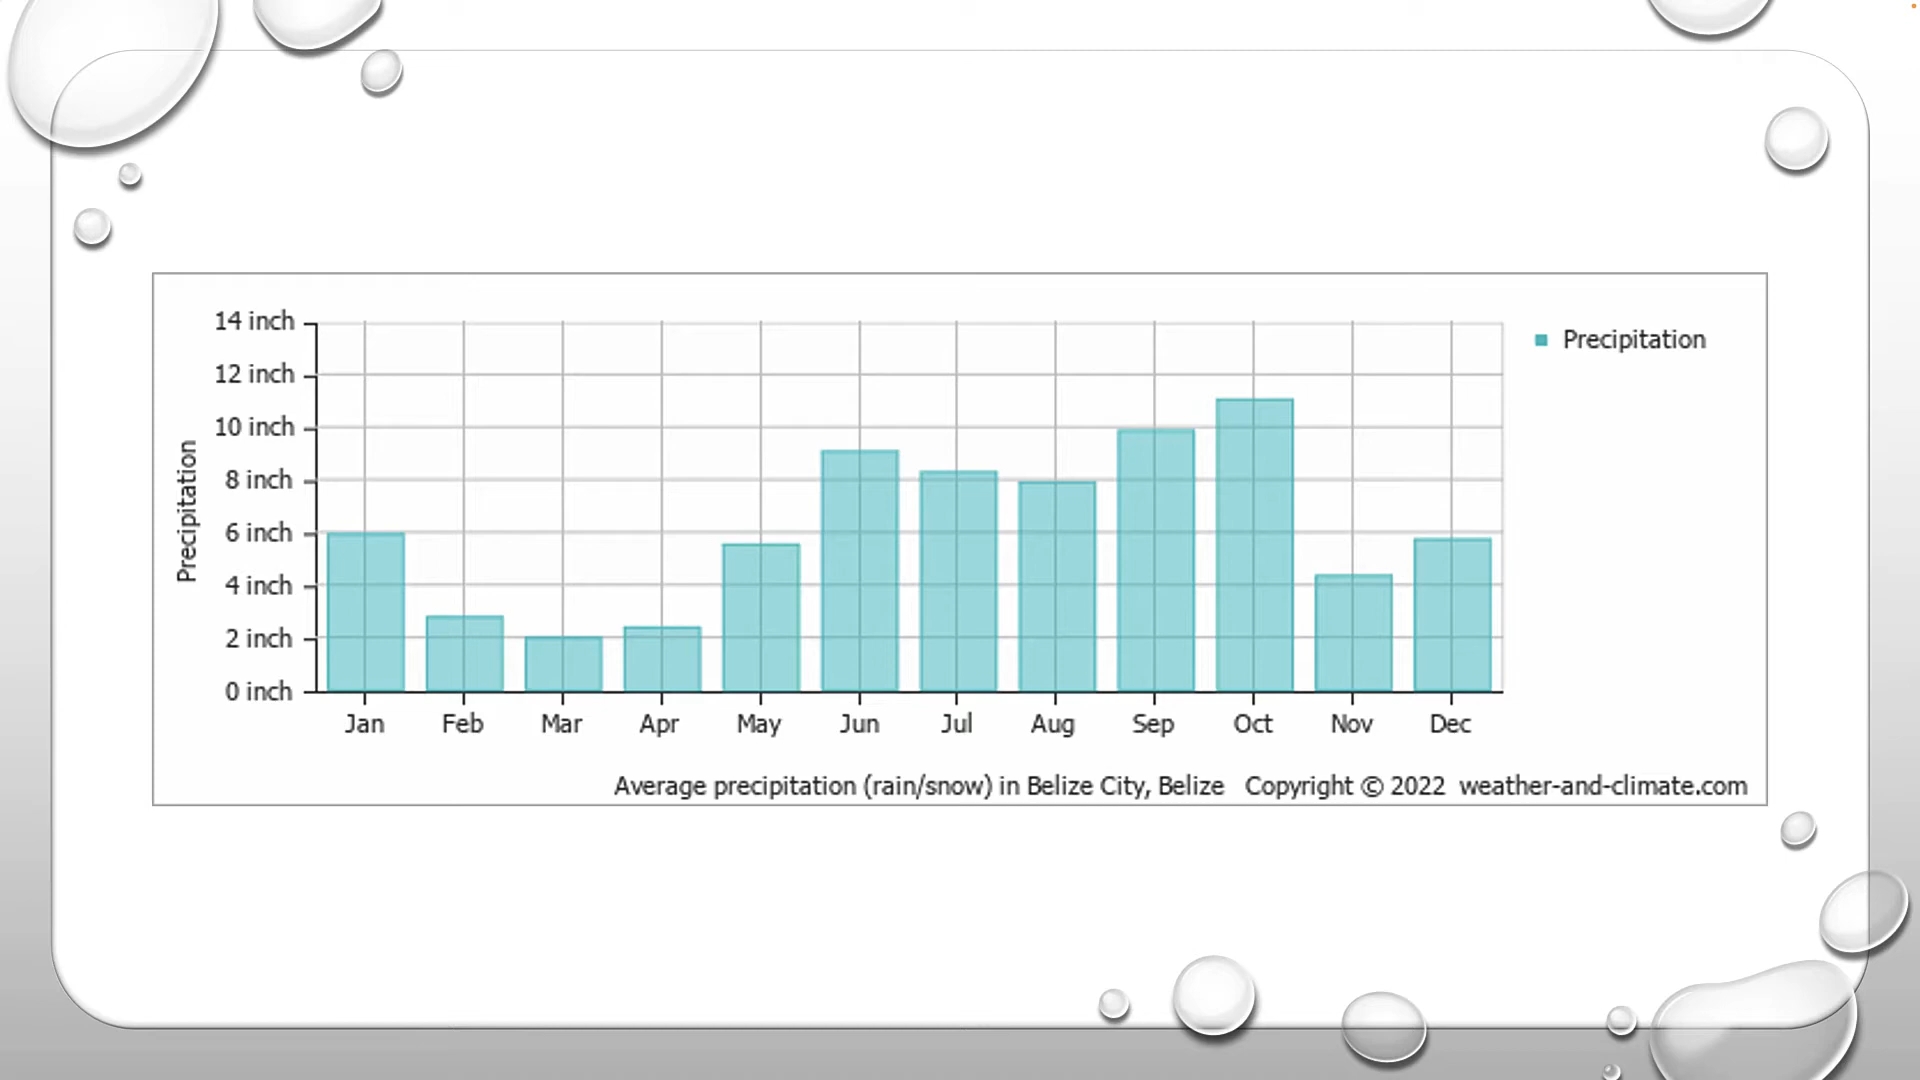 14 inch
12 inch
10 inch
8 inch
6 inch
4 inch
2 inch
0 inch
Precipitation
Jan Feb Mar Apr May Jun Jul Aug Sep Oct Nov Dec
Precipitation
Average precipitation (rain/snow) in Belize City, Belize Copyright © 2022 weather-and-climate.com